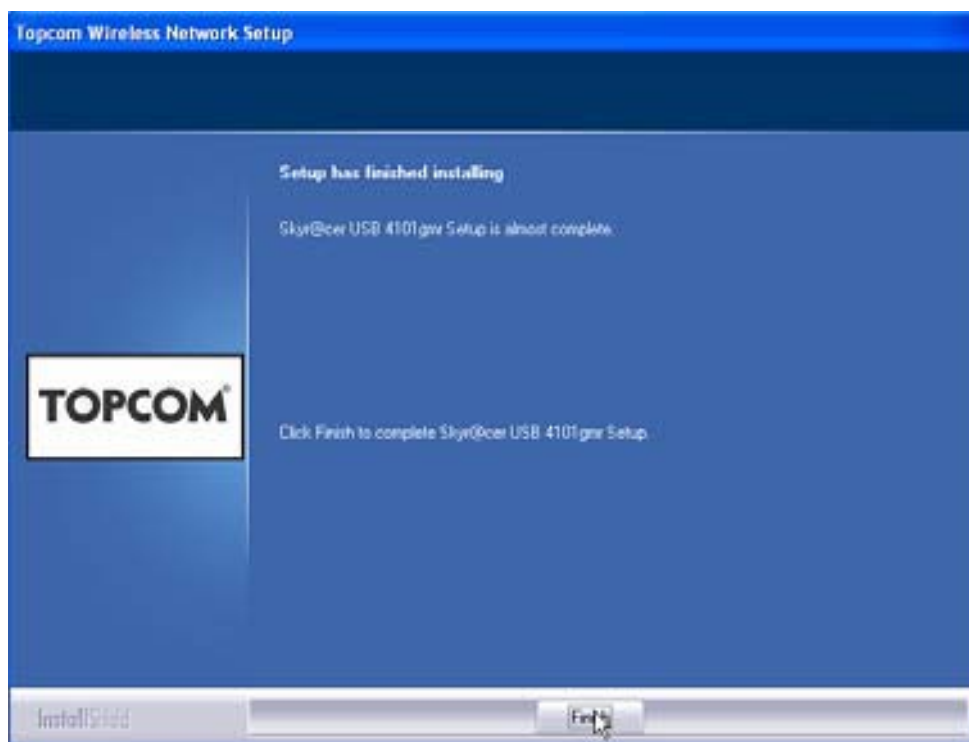 Topcom Wireless Network Setup
Setup has finished installing
Skyr@cer USB 4101gmr Setup is almost complete.
TOPCOM®
Click Finish to complete Skyr@cer USB 4101gmr Setup.
InstallShield
Finish